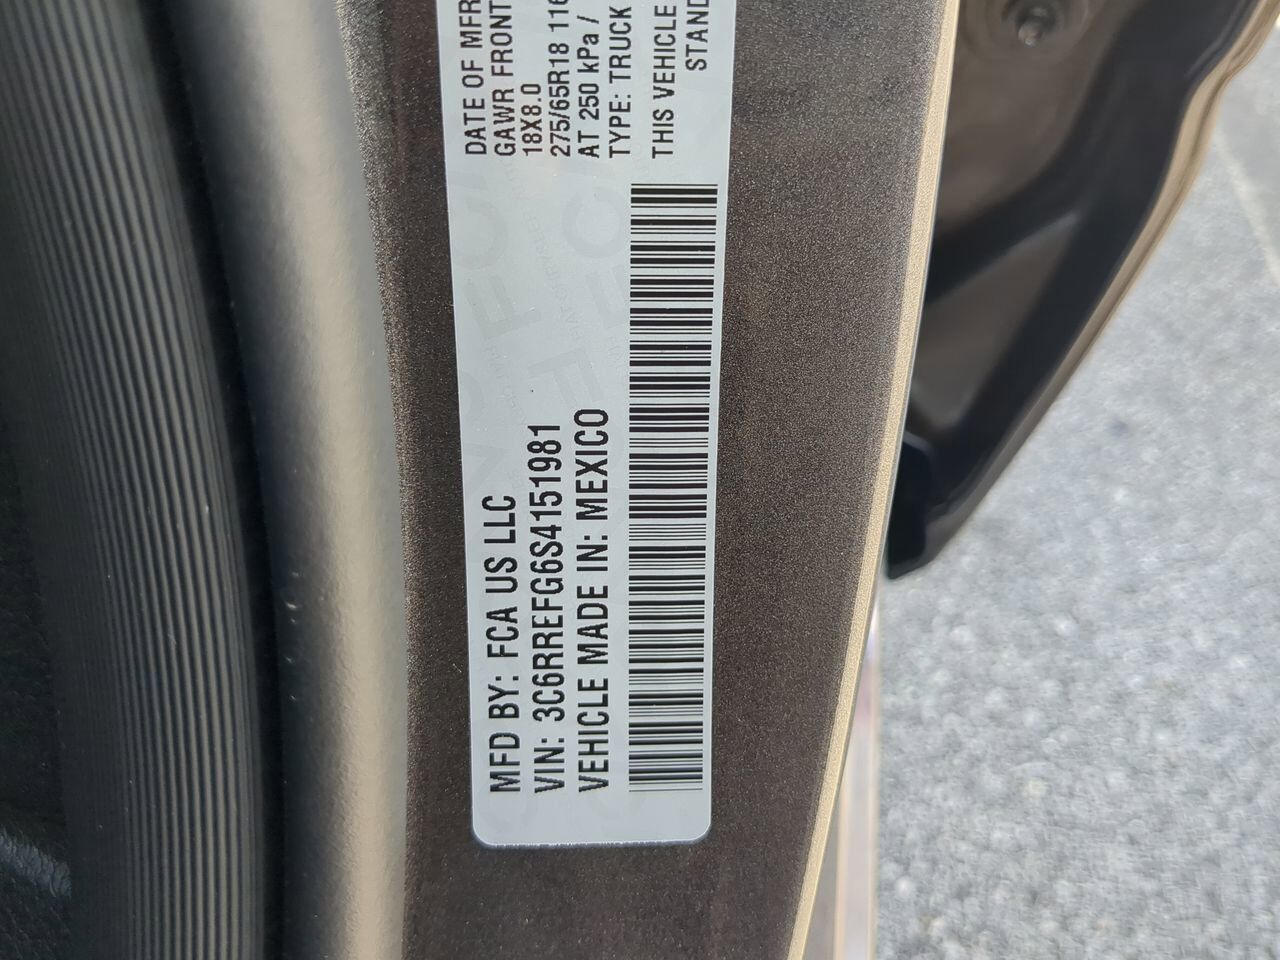 MFD BY: FCA US LLC
VIN: 3C6RREFG6S4151981
VEHICLE MADE IN: MEXICO
DATE OF MFR
GAWR FRONT
18X8.0
275/65R18 116
AT 250 kPa /
TYPE: TRUCK
THIS VEHICLE
STAND